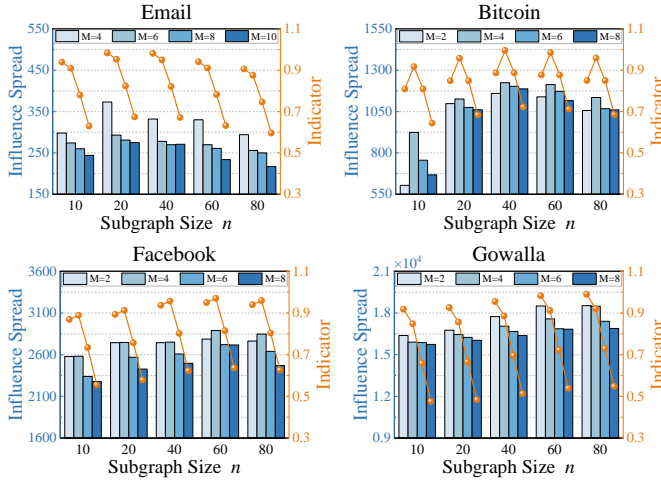 Email
Influence Spread
550
450
350
250
150
M=4 M=6 M=8 M=10
1.1
0.9
0.7
0.5
0.3
Indicator
10 20 40 60 80
Subgraph Size n
Bitcoin
Influence Spread
1550
1300
1050
800
550
M=2 M=4 M=6 M=8
1.1
0.9
0.7
0.5
0.3
Indicator
10 20 40 60 80
Subgraph Size n
Facebook
Influence Spread
3600
3100
2600
2100
1600
M=2 M=4 M=6 M=8
1.1
0.9
0.7
0.5
0.3
Indicator
10 20 40 60 80
Subgraph Size n
Gowalla
Influence Spread
×10⁴
2.1
1.8
1.5
1.2
0.9
M=2 M=4 M=6 M=8
1.1
0.9
0.7
0.5
0.3
Indicator
10 20 40 60 80
Subgraph Size n